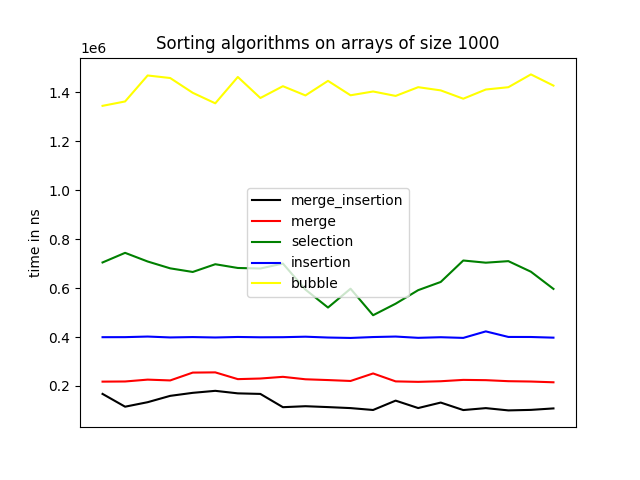 Sorting algorithms on arrays of size 1000
1e6
1.4
1.2
1.0
0.8
0.6
0.4
0.2
time in ns
merge_insertion
merge
selection
insertion
bubble